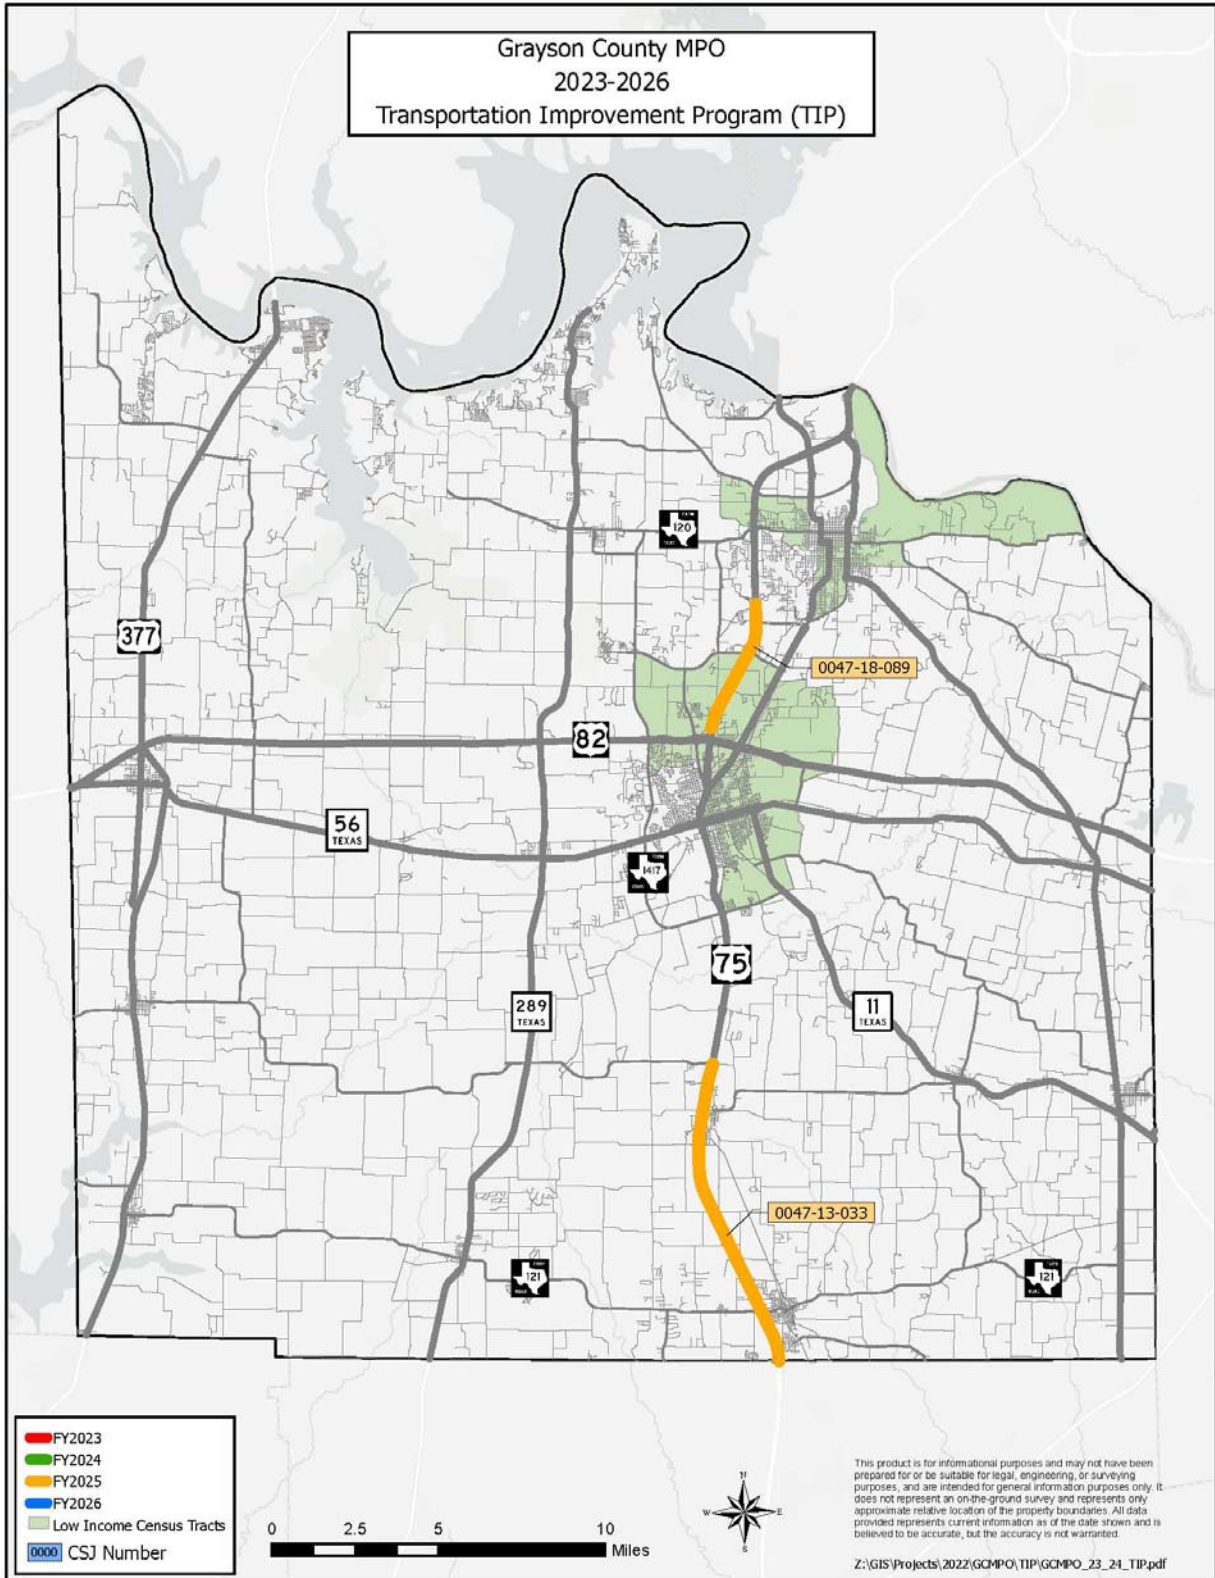 Grayson County MPO
2023-2026
Transportation Improvement Program (TIP)
120
377
0047-18-089
82
56
TEXAS
1417
75
289
TEXAS
11
TEXAS
0047-13-033
121
121
FY2023
FY2024
FY2025
FY2026
Low Income Census Tracts
0000 CSJ Number
0 2.5 5 10
Miles
N
W E
S
This product is for informational purposes and may not have been
prepared for or be suitable for legal, engineering, or surveying
purposes, and are intended for general information purposes only. It
does not represent an on-the-ground survey and represents only
approximate relative location of the property boundaries. All data
provided represents current information as of the date shown and is
believed to be accurate, but the accuracy is not warranted.
Z:\GIS\Projects\2022\GCMPO\TIP\GCMPO_23_24_TIP.pdf